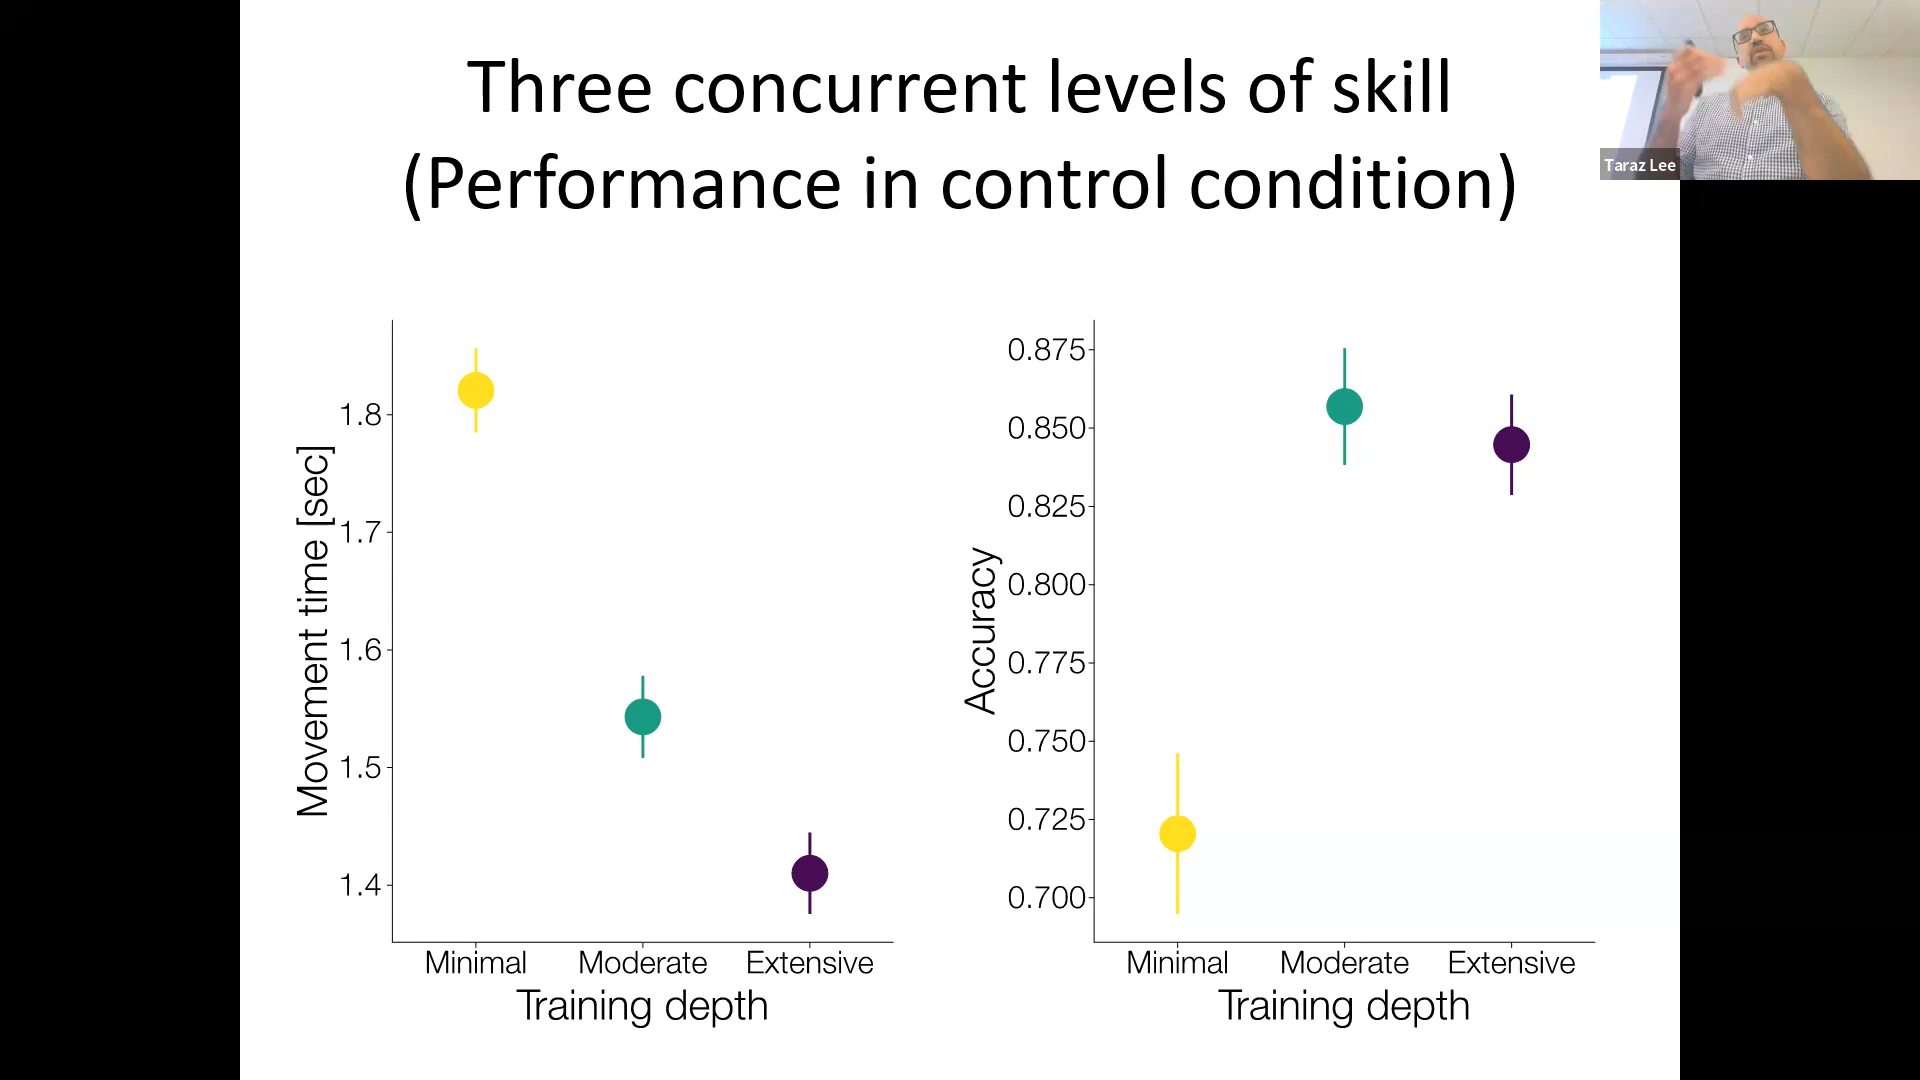 Three concurrent levels of skill
(Performance in control condition)
Taraz Lee
Movement time [sec]
1.8
1.7
1.6
1.5
1.4
Minimal
Moderate
Extensive
Training depth
Accuracy
0.875
0.850
0.825
0.800
0.775
0.750
0.725
0.700
Minimal
Moderate
Extensive
Training depth